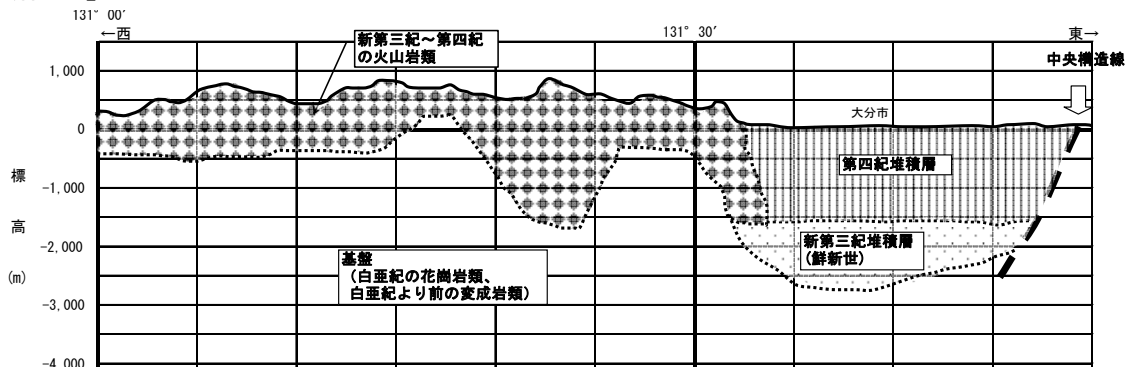 131° 00′
←西
131° 30′
東→
中央構造線
新第三紀～第四紀
の火山岩類
大分市
第四紀堆積層
新第三紀堆積層
(鮮新世)
基盤
(白亜紀の花崗岩類、
白亜紀より前の変成岩類)
標
高
(m)
1,000
0
-1,000
-2,000
-3,000
-4,000